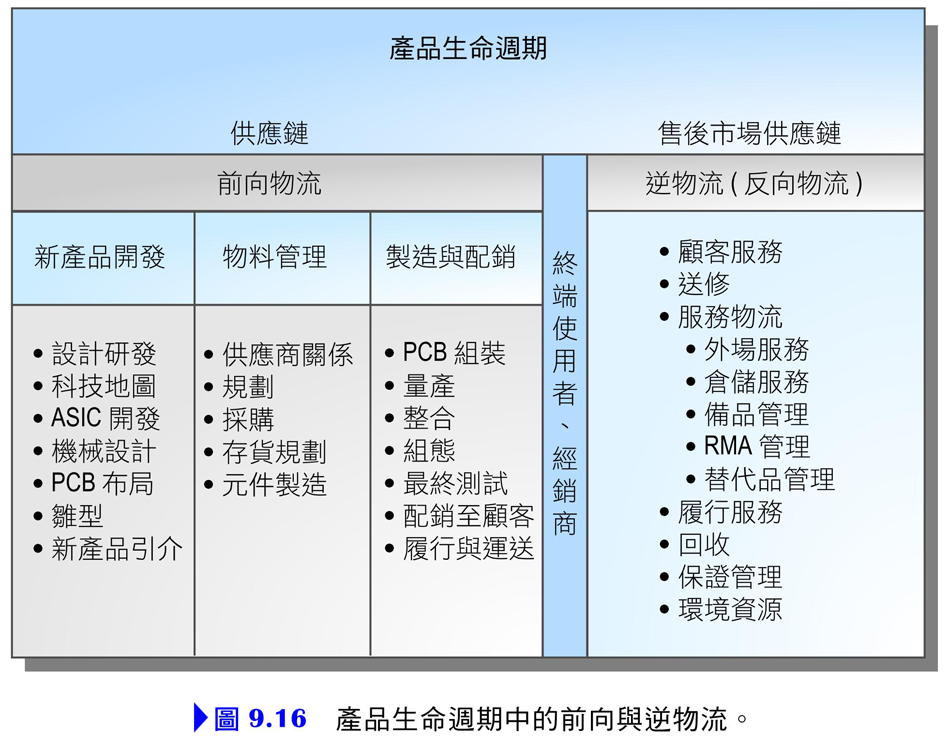 產品生命週期
供應鏈
售後市場供應鏈
前向物流
逆物流 ( 反向物流 )
新產品開發
• 設計研發
• 科技地圖
• ASIC 開發
• 機械設計
• PCB 布局
• 雛型
• 新產品引介
物料管理
• 供應商關係
• 規劃
• 採購
• 存貨規劃
• 元件製造
製造與配銷
• PCB 組裝
• 量產
• 整合
• 組態
• 最終測試
• 配銷至顧客
• 履行與運送
終端使用者、經銷商
• 顧客服務
• 送修
• 服務物流
• 外場服務
• 倉儲服務
• 備品管理
• RMA 管理
• 替代品管理
• 履行服務
• 回收
• 保證管理
• 環境資源
圖 9.16 產品生命週期中的前向與逆物流。